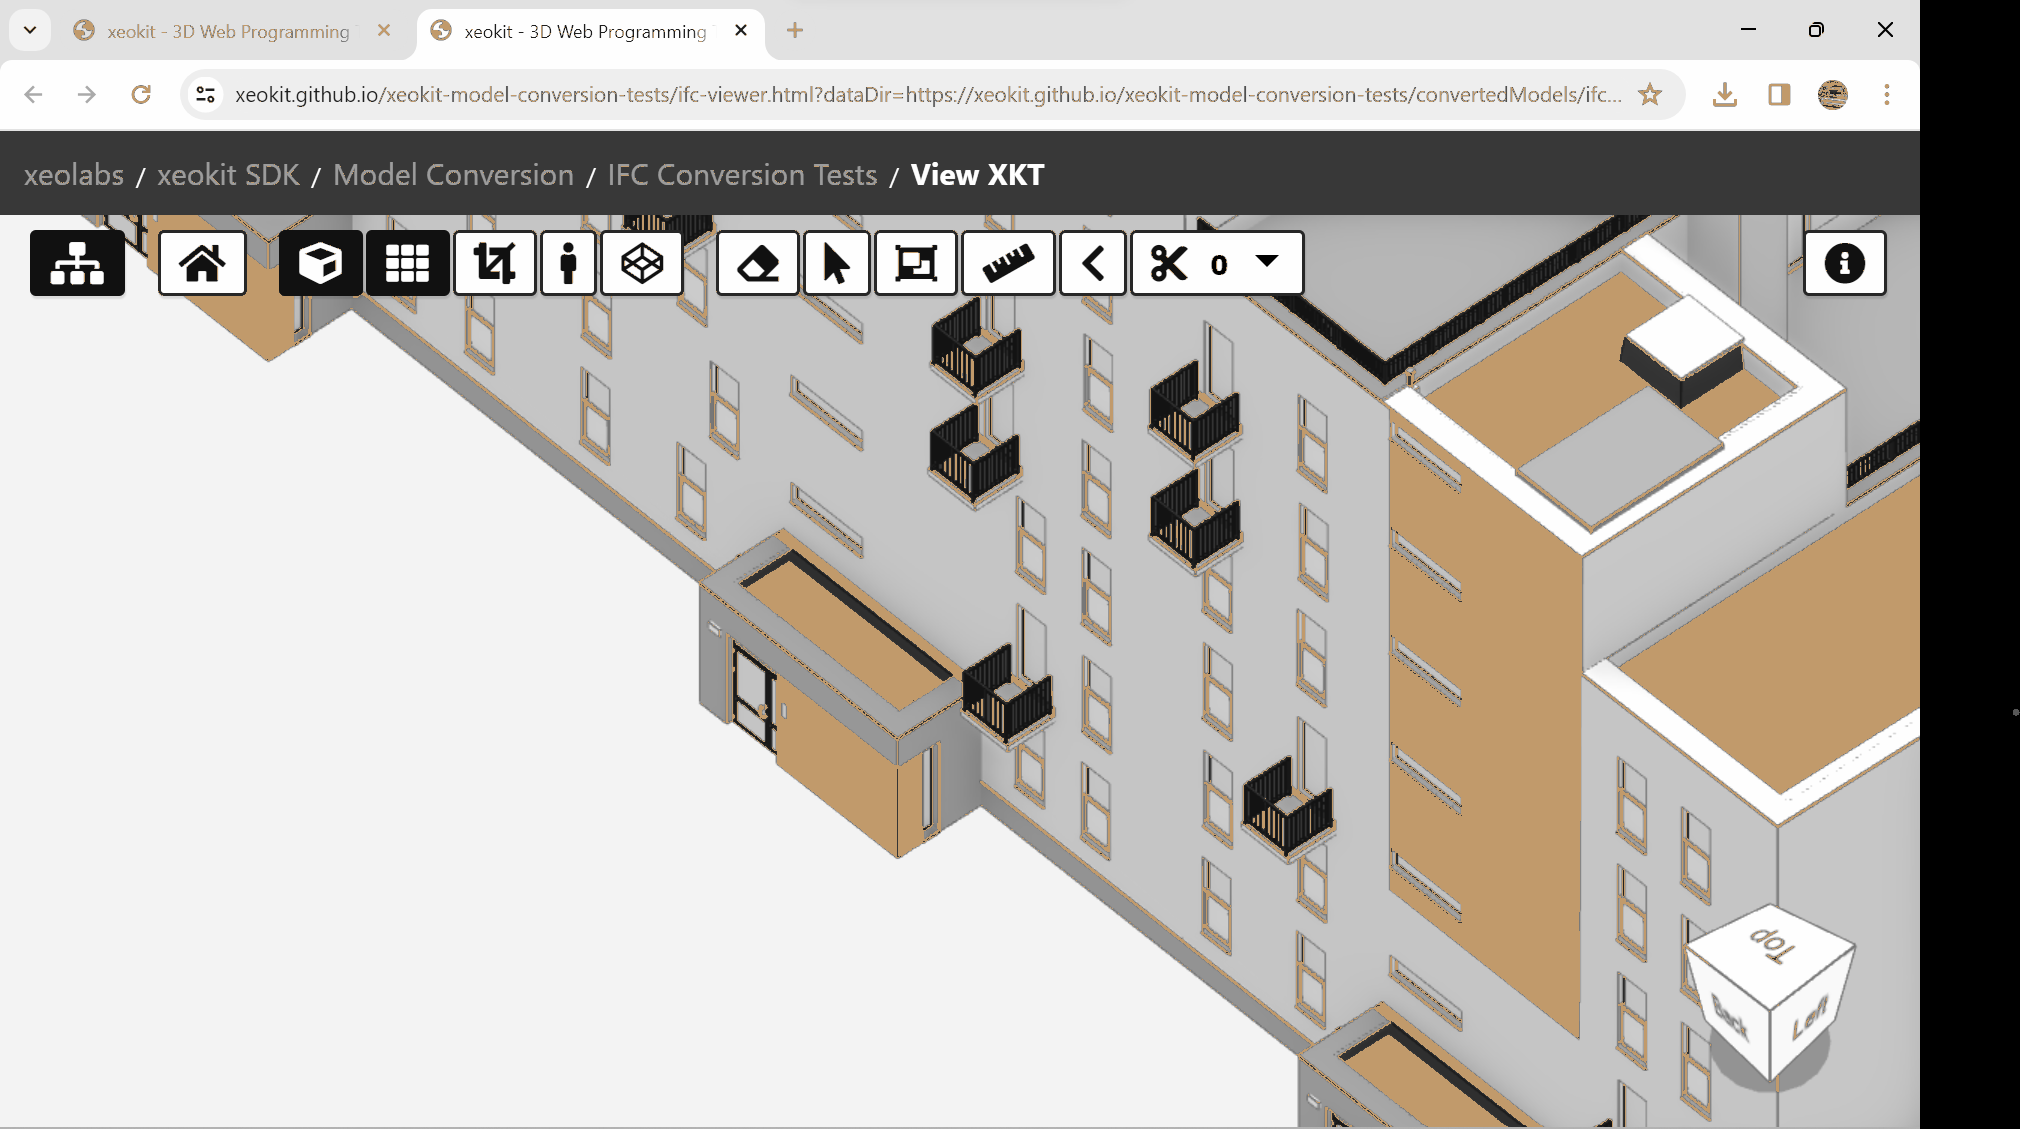 xeokit - 3D Web Programming
xeokit - 3D Web Programming
xeokit.github.io/xeokit-model-conversion-tests/ifc-viewer.html?dataDir=https://xeokit.github.io/xeokit-model-conversion-tests/convertedModels/ifc...
xeolabs / xeokit SDK / Model Conversion / IFC Conversion Tests / View XKT
0
Top
Back
Left